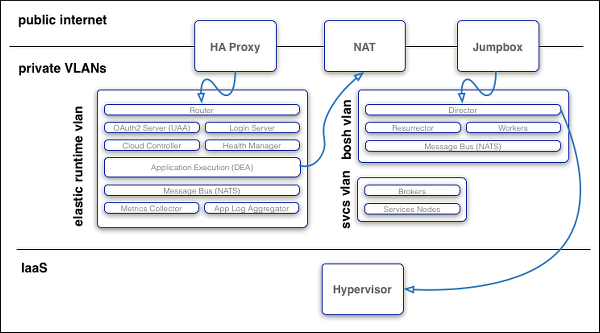 public internet
HA Proxy
NAT
Jumpbox
private VLANs
elastic runtime vlan
Router
OAuth2 Server (UAA)
Login Server
Cloud Controller
Health Manager
Application Execution (DEA)
Message Bus (NATS)
Metrics Collector
App Log Aggregator
bosh vlan
Director
Resurrector
Workers
Message Bus (NATS)
svcs vlan
Brokers
Services Nodes
IaaS
Hypervisor